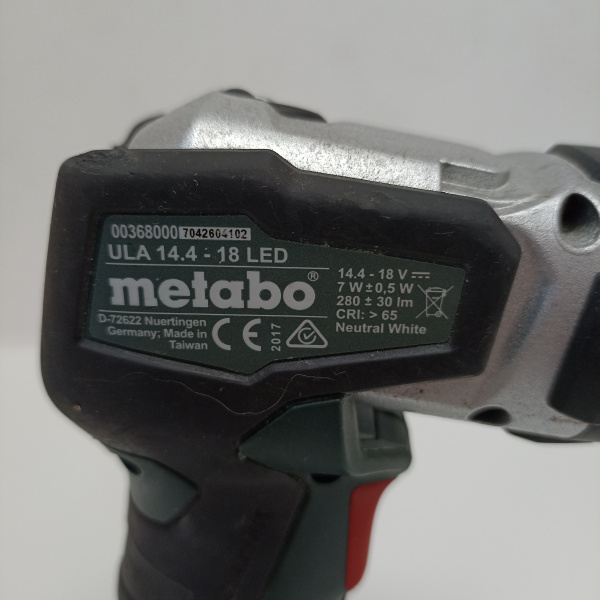 00368000 7042604102
ULA 14.4 - 18 LED
metabo®
D-72622 Nuertingen
Germany; Made in
Taiwan
CE
2017
14.4 - 18 V
7 W ± 0,5 W
280 ± 30 lm
CRI: > 65
Neutral White